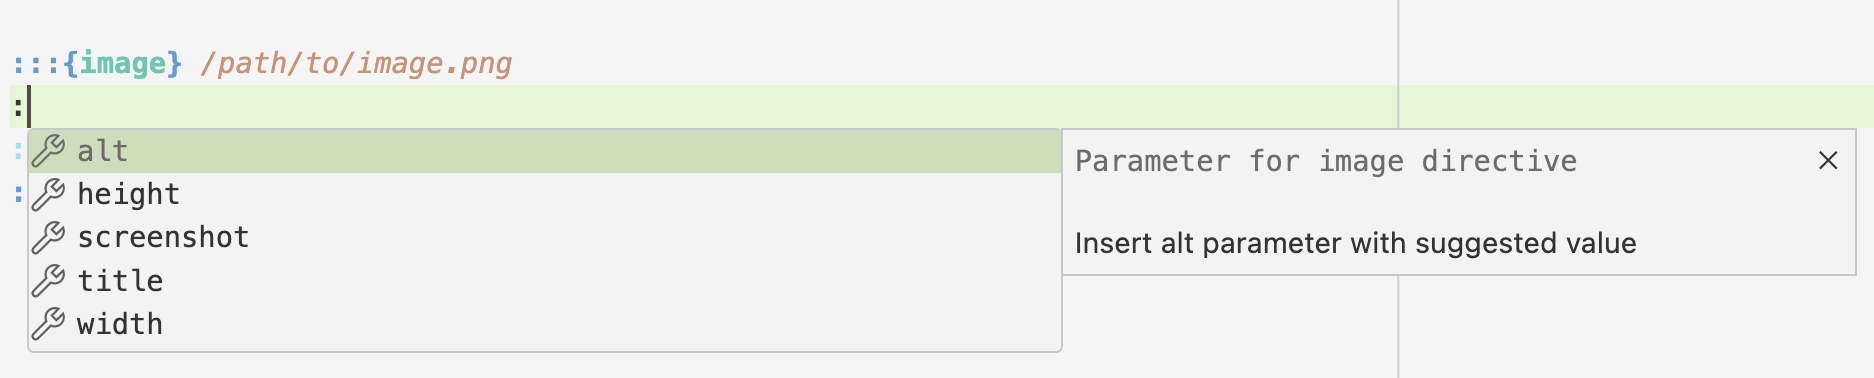 :::{image} /path/to/image.png
:
:
:
alt
height
screenshot
title
width
Parameter for image directive
Insert alt parameter with suggested value